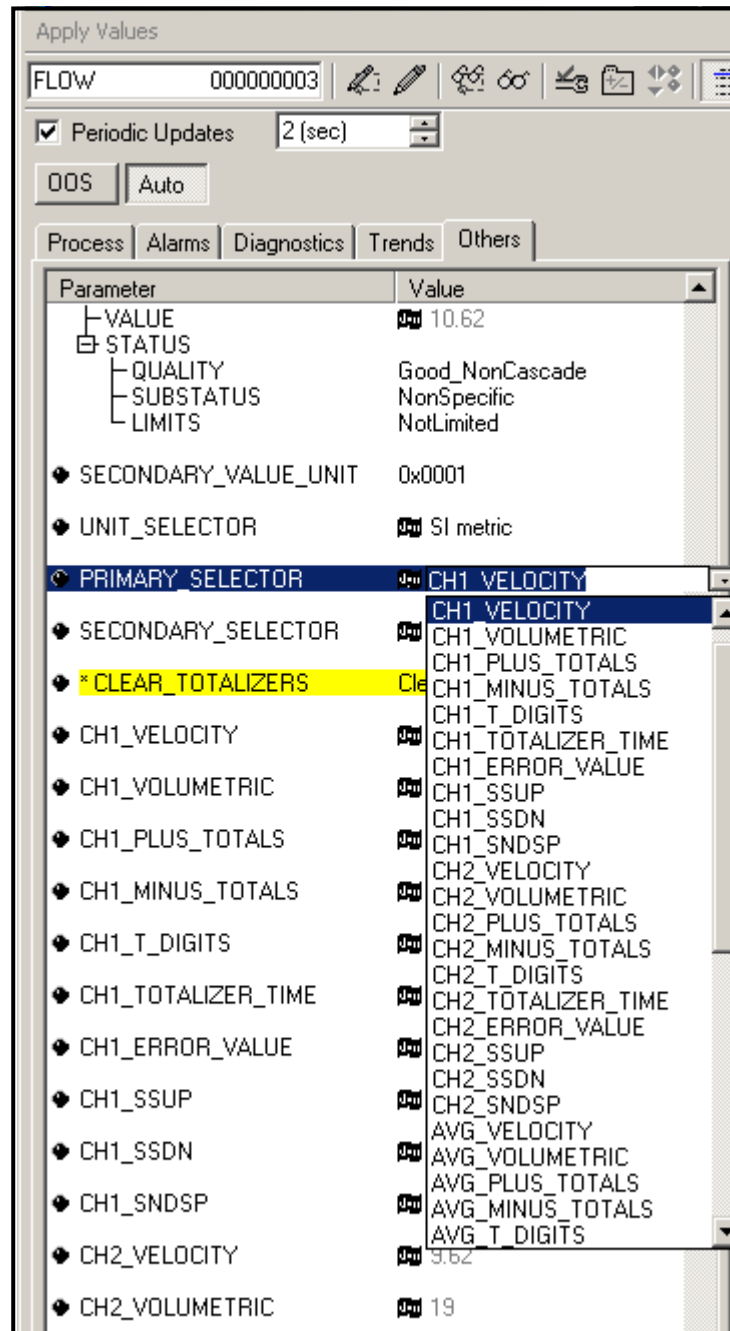 Apply Values
FLOW 000000003
Periodic Updates 2 (sec)
OOS Auto
Process Alarms Diagnostics Trends Others
Parameter Value
VALUE 10.62
STATUS
QUALITY Good_NonCascade
SUBSTATUS NonSpecific
LIMITS NotLimited
SECONDARY_VALUE_UNIT 0x0001
UNIT_SELECTOR SI metric
PRIMARY_SELECTOR CH1_VELOCITY
SECONDARY_SELECTOR
* CLEAR_TOTALIZERS Cle
CH1_VELOCITY
CH1_VOLUMETRIC
CH1_PLUS_TOTALS
CH1_MINUS_TOTALS
CH1_T_DIGITS
CH1_TOTALIZER_TIME
CH1_ERROR_VALUE
CH1_SSUP
CH1_SSDN
CH1_SNDSP
CH2_VELOCITY 9.62
CH2_VOLUMETRIC 19
CH1_VELOCITY
CH1_VOLUMETRIC
CH1_PLUS_TOTALS
CH1_MINUS_TOTALS
CH1_T_DIGITS
CH1_TOTALIZER_TIME
CH1_ERROR_VALUE
CH1_SSUP
CH1_SSDN
CH1_SNDSP
CH2_VELOCITY
CH2_VOLUMETRIC
CH2_PLUS_TOTALS
CH2_MINUS_TOTALS
CH2_T_DIGITS
CH2_TOTALIZER_TIME
CH2_ERROR_VALUE
CH2_SSUP
CH2_SSDN
CH2_SNDSP
AVG_VELOCITY
AVG_VOLUMETRIC
AVG_PLUS_TOTALS
AVG_MINUS_TOTALS
AVG_T_DIGITS